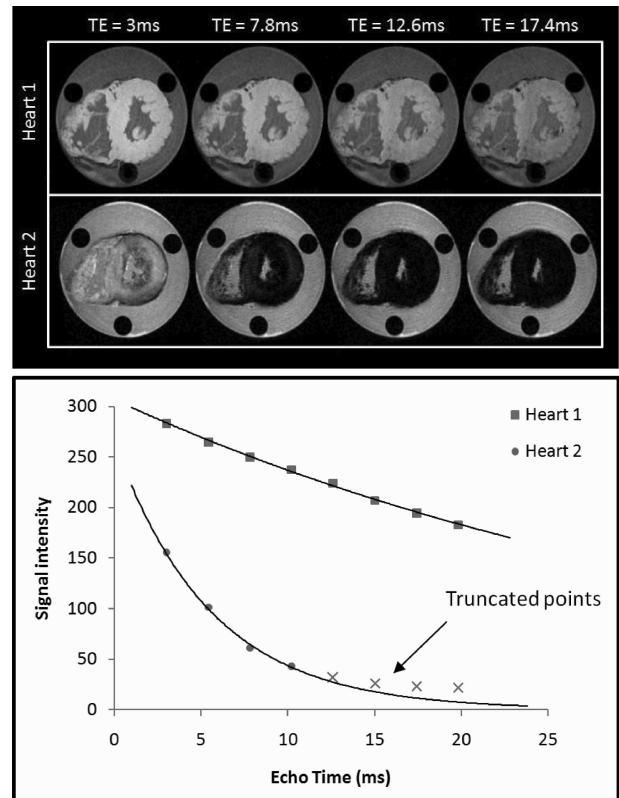 TE = 3ms TE = 7.8ms TE = 12.6ms TE = 17.4ms
Heart 1
Heart 2
300
250
200
150
100
50
0
Signal intensity
Heart 1
Heart 2
Truncated points
0 5 10 15 20 25
Echo Time (ms)